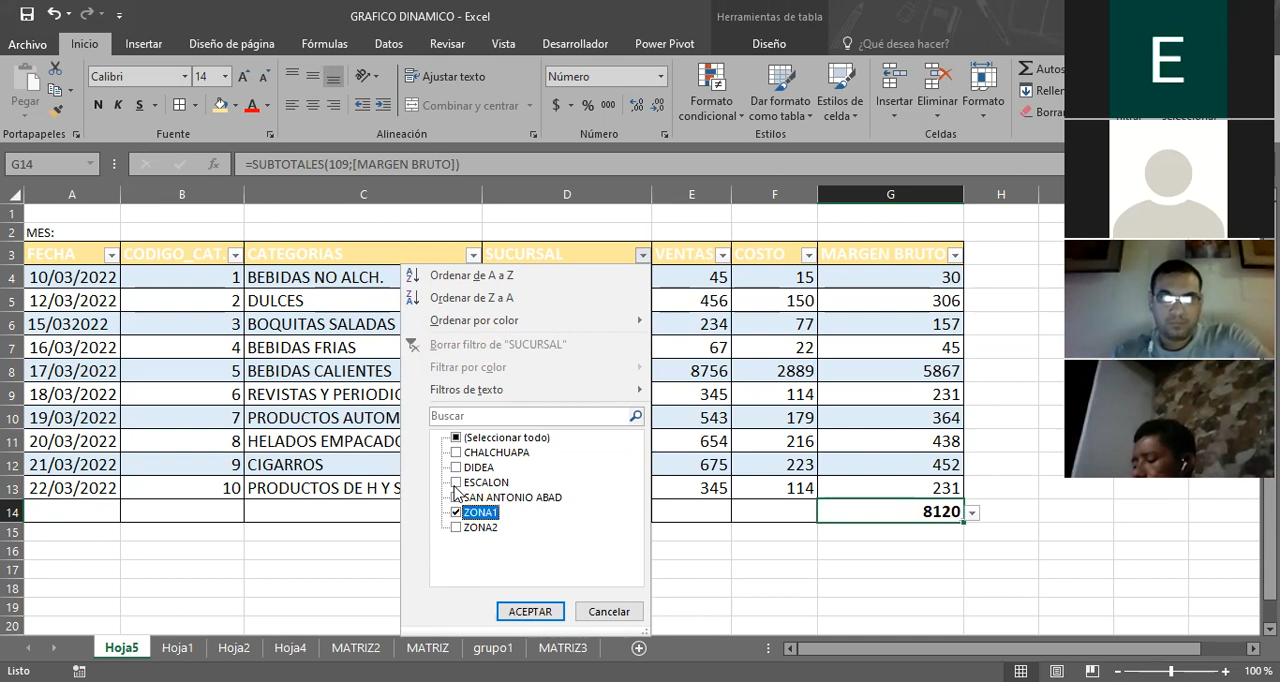 GRAFICO DINAMICO - Excel
Herramientas de tabla
E
Archivo
Inicio
Insertar
Diseño de página
Fórmulas
Datos
Revisar
Vista
Desarrollador
Power Pivot
Diseño
¿Qué desea hacer?
Pegar
Calibri
14
Ajustar texto
Combinar y centrar
Número
$ % 000
N K S
Formato condicional
Dar formato como tabla
Estilos de celda
Insertar
Eliminar
Formato
Autos
Rellen
Borra
Portapapeles
Fuente
Alineación
Número
Estilos
Celdas
G14
fx
=SUBTOTALES(109;[MARGEN BRUTO])
A B C D E F G H
1
2 MES:
3 FECHA CODIGO_CAT. CATEGORIAS SUCURSAL VENTAS COSTO MARGEN BRUTO
4 10/03/2022 1 BEBIDAS NO ALCH. 45 15 30
5 12/03/2022 2 DULCES 456 150 306
6 15/032022 3 BOQUITAS SALADAS 234 77 157
7 16/03/2022 4 BEBIDAS FRIAS 67 22 45
8 17/03/2022 5 BEBIDAS CALIENTES 8756 2889 5867
9 18/03/2022 6 REVISTAS Y PERIODIC 345 114 231
10 19/03/2022 7 PRODUCTOS AUTOM 543 179 364
11 20/03/2022 8 HELADOS EMPACADO 654 216 438
12 21/03/2022 9 CIGARROS 675 223 452
13 22/03/2022 10 PRODUCTOS DE H Y S 345 114 231
14 8120
15
16
17
18
19
20
Ordenar de A a Z
Ordenar de Z a A
Ordenar por color
Borrar filtro de "SUCURSAL"
Filtrar por color
Filtros de texto
Buscar
(Seleccionar todo)
CHALCHUAPA
DIDEA
ESCALON
SAN ANTONIO ABAD
ZONA1
ZONA2
ACEPTAR
Cancelar
Hoja5
Hoja1
Hoja2
Hoja4
MATRIZ2
MATRIZ
grupo1
MATRIZ3
Listo
100 %